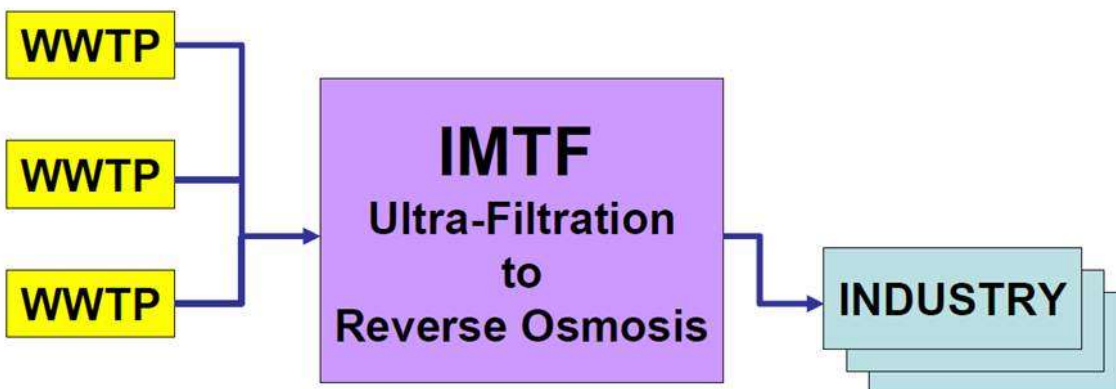 WWTP
WWTP
WWTP
IMTF
Ultra-Filtration
to
Reverse Osmosis
INDUSTRY